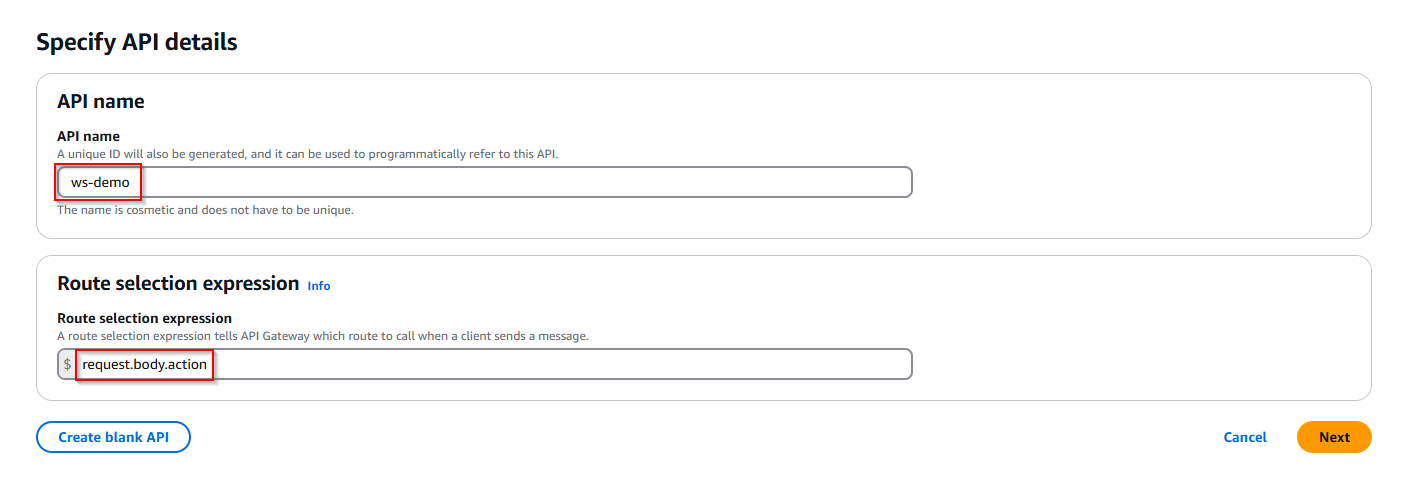 Specify API details
API name
API name
A unique ID will also be generated, and it can be used to programmatically refer to this API.
ws-demo
The name is cosmetic and does not have to be unique.
Route selection expression Info
Route selection expression
A route selection expression tells API Gateway which route to call when a client sends a message.
$ request.body.action
Create blank API Cancel Next